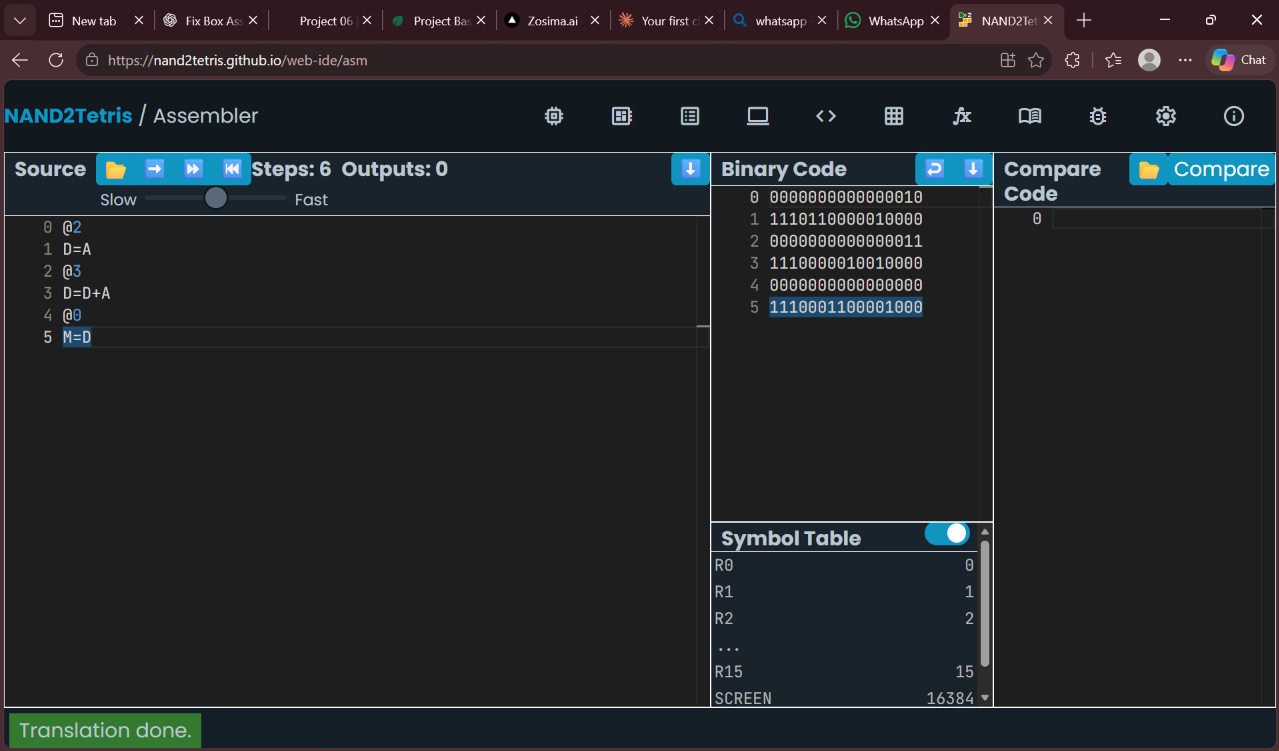 New tab
Fix Box Ass
Project 06
Project Bas
Zosima.ai
Your first c
whatsapp
WhatsApp
NAND2Tet
https://nand2tetris.github.io/web-ide/asm
Chat
NAND2Tetris / Assembler
Source
Steps: 6 Outputs: 0
Slow
Fast
0 @2
1 D=A
2 @3
3 D=D+A
4 @0
5 M=D
Binary Code
0 0000000000000010
1 1110110000010000
2 0000000000000011
3 1110000010010000
4 0000000000000000
5 1110001100001000
Symbol Table
R0 0
R1 1
R2 2
...
R15 15
SCREEN 16384
Compare
Code
Compare
0
Translation done.